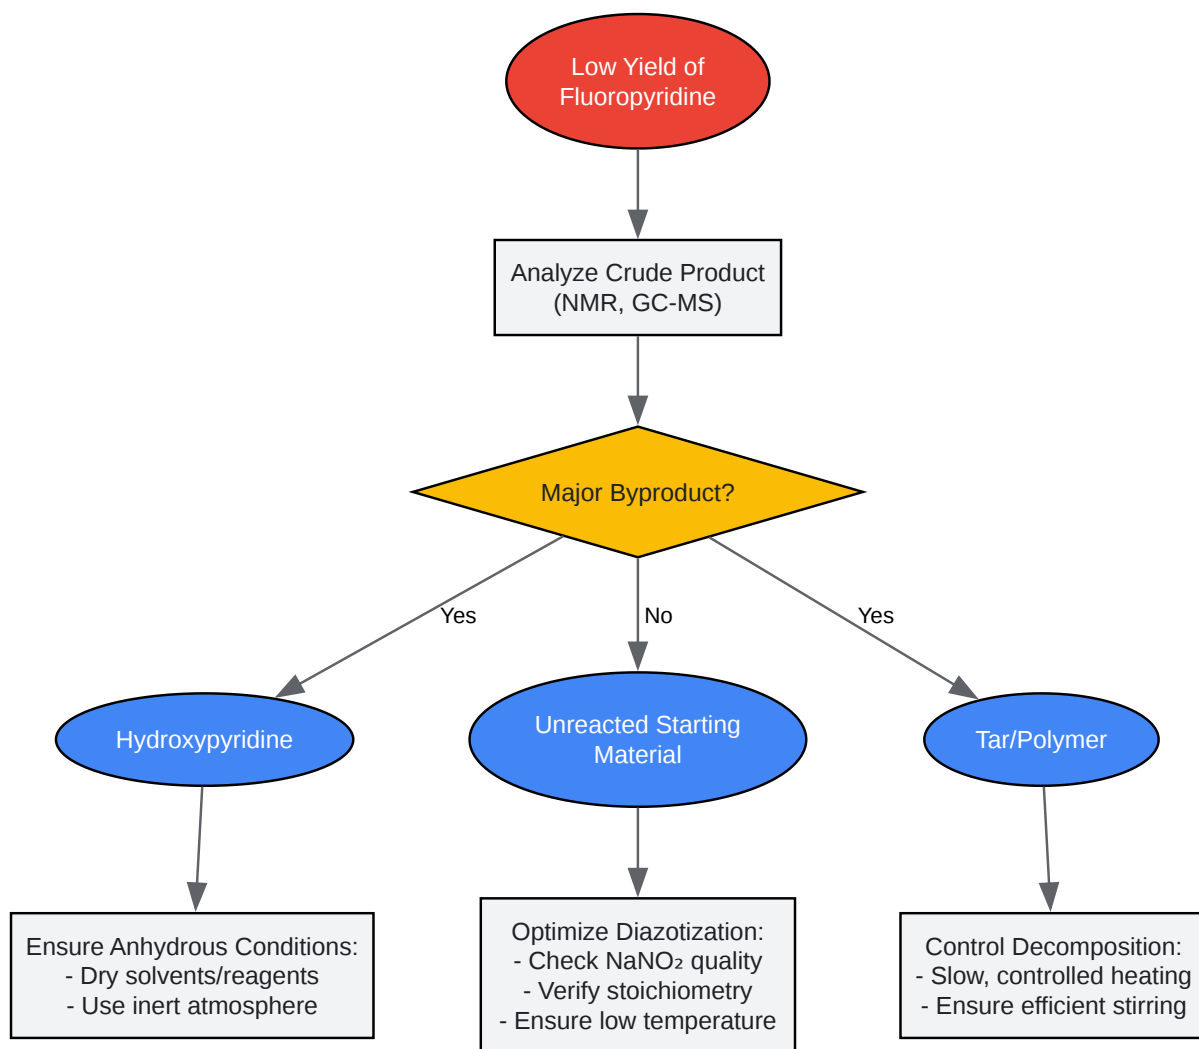 Low Yield of
Fluoropyridine
Analyze Crude Product
(NMR, GC-MS)
Major Byproduct?
Yes
No
Yes
Hydroxypyridine
Unreacted Starting
Material
Tar/Polymer
Ensure Anhydrous Conditions:
- Dry solvents/reagents
- Use inert atmosphere
Optimize Diazotization:
- Check NaNO₂ quality
- Verify stoichiometry
- Ensure low temperature
Control Decomposition:
- Slow, controlled heating
- Ensure efficient stirring